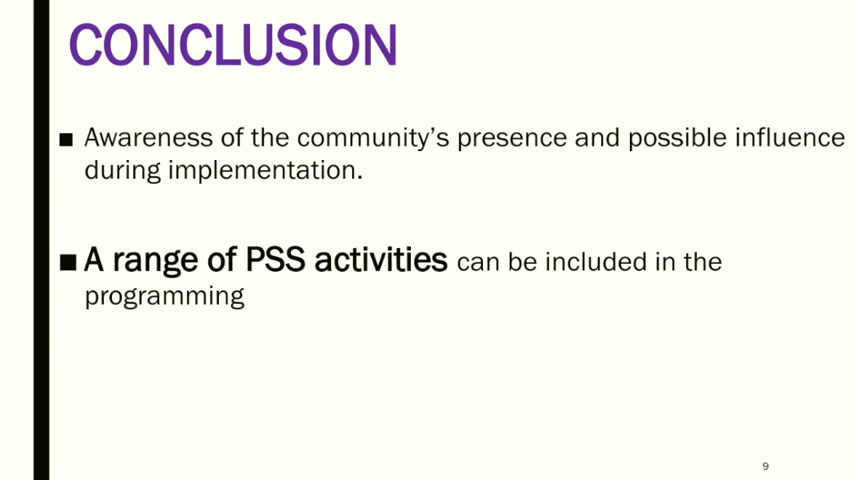 CONCLUSION
■ Awareness of the community's presence and possible influence
during implementation.
■ A range of PSS activities can be included in the
programming
9